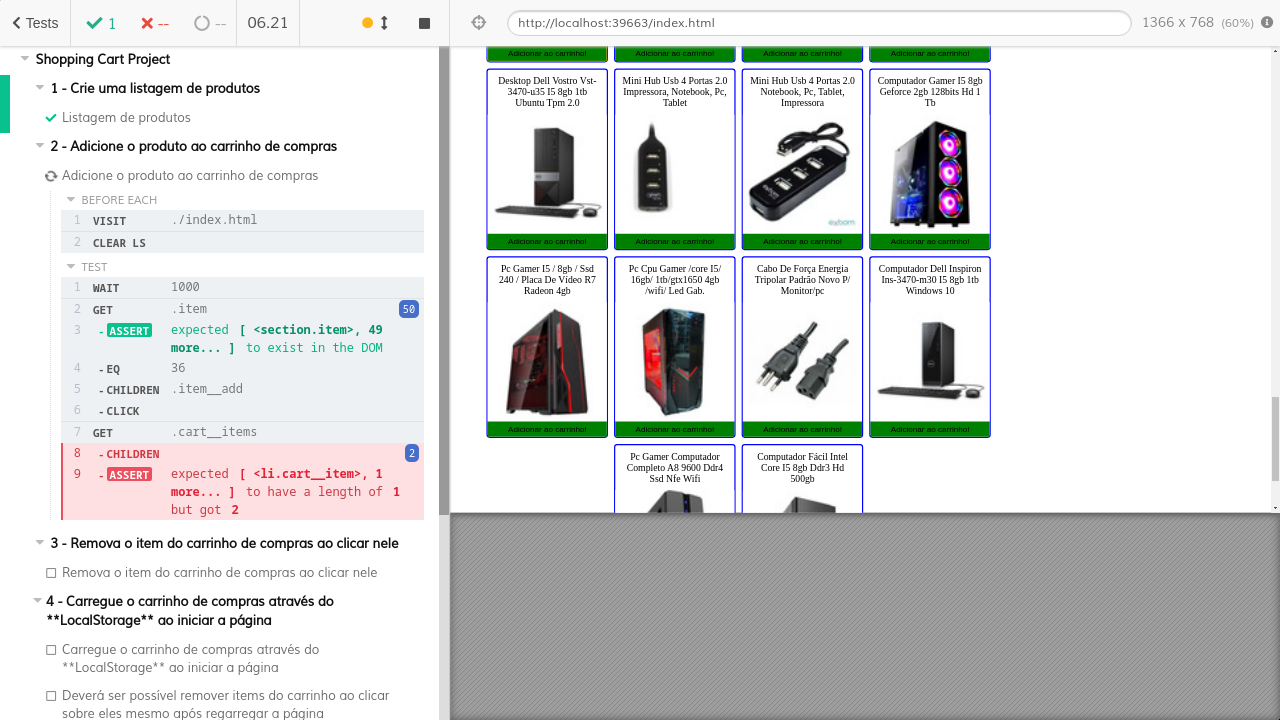 Tests
1
--
--
06.21
http://localhost:39663/index.html
1366 x 768 (60%)
Shopping Cart Project
1 - Crie uma listagem de produtos
Listagem de produtos
2 - Adicione o produto ao carrinho de compras
Adicione o produto ao carrinho de compras
BEFORE EACH
1 VISIT ./index.html
2 CLEAR LS
TEST
1 WAIT 1000
2 GET .item 50
3 -ASSERT expected [ <section.item>, 49
more... ] to exist in the DOM
4 -EQ 36
5 -CHILDREN .item__add
6 -CLICK
7 GET .cart__items
8 -CHILDREN 2
9 -ASSERT expected [ <li.cart__item>, 1
more... ] to have a length of 1
but got 2
3 - Remova o item do carrinho de compras ao clicar nele
Remova o item do carrinho de compras ao clicar nele
4 - Carregue o carrinho de compras através do
**LocalStorage** ao iniciar a página
Carregue o carrinho de compras através do
**LocalStorage** ao iniciar a página
Deverá ser possível remover items do carrinho ao clicar
sobre eles mesmo após regarregar a página
Adicionar ao carrinho! Adicionar ao carrinho! Adicionar ao carrinho! Adicionar ao carrinho!
Desktop Dell Vostro Vst-
3470-u35 I5 8gb 1tb
Ubuntu Tpm 2.0
Adicionar ao carrinho!
Mini Hub Usb 4 Portas 2.0
Impressora, Notebook, Pc,
Tablet
Adicionar ao carrinho!
Mini Hub Usb 4 Portas 2.0
Notebook, Pc, Tablet,
Impressora
exbom
Adicionar ao carrinho!
Computador Gamer I5 8gb
Geforce 2gb 128bits Hd 1
Tb
Adicionar ao carrinho!
Pc Gamer I5 / 8gb / Ssd
240 / Placa De Vídeo R7
Radeon 4gb
Adicionar ao carrinho!
Pc Cpu Gamer /core I5/
16gb/ 1tb/gtx1650 4gb
/wifi/ Led Gab.
Adicionar ao carrinho!
Cabo De Força Energia
Tripolar Padrão Novo P/
Monitor/pc
Adicionar ao carrinho!
Computador Dell Inspiron
Ins-3470-m30 I5 8gb 1tb
Windows 10
Adicionar ao carrinho!
Pc Gamer Computador
Completo A8 9600 Ddr4
Ssd Nfe Wifi
Computador Fácil Intel
Core I5 8gb Ddr3 Hd
500gb